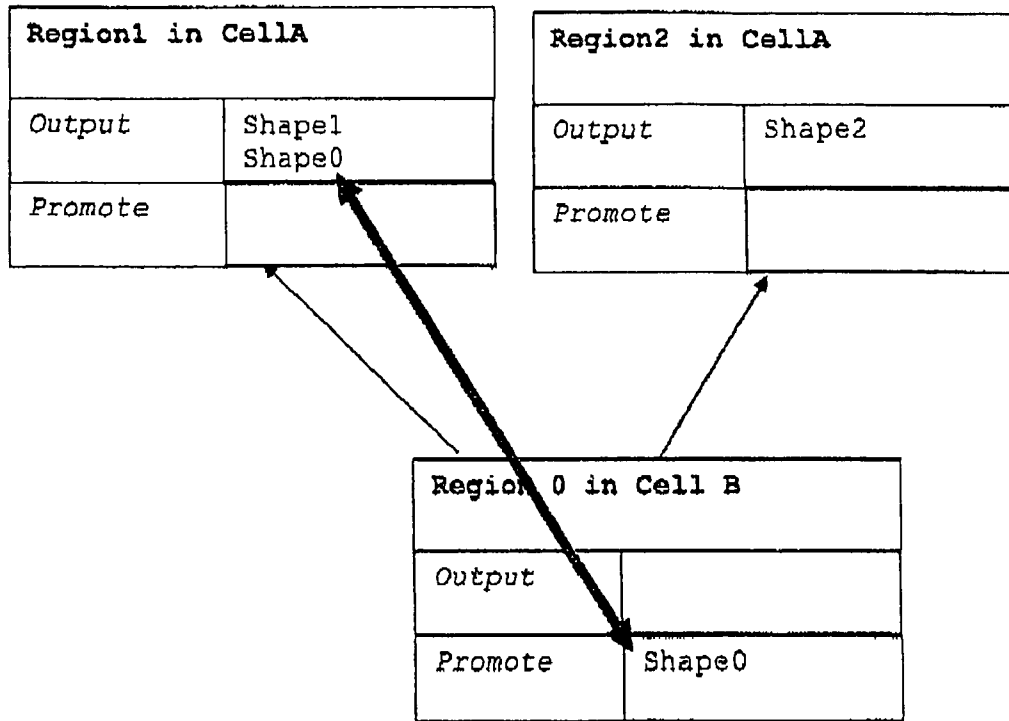 Region1 in CellA
Output Shape1
Shape0
Promote
Region2 in CellA
Output Shape2
Promote
Region 0 in Cell B
Output
Promote Shape0